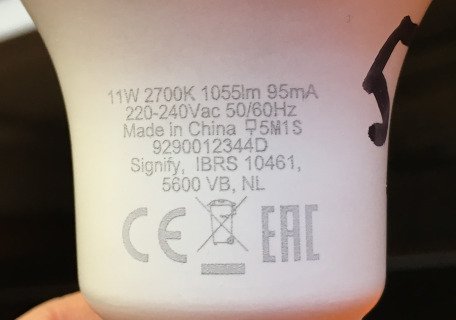 11W 2700K 1055lm 95mA
220-240Vac 50/60Hz
Made in China 5M1S
9290012344D
Signify, IBRS 10461,
5600 VB, NL
CE EAC